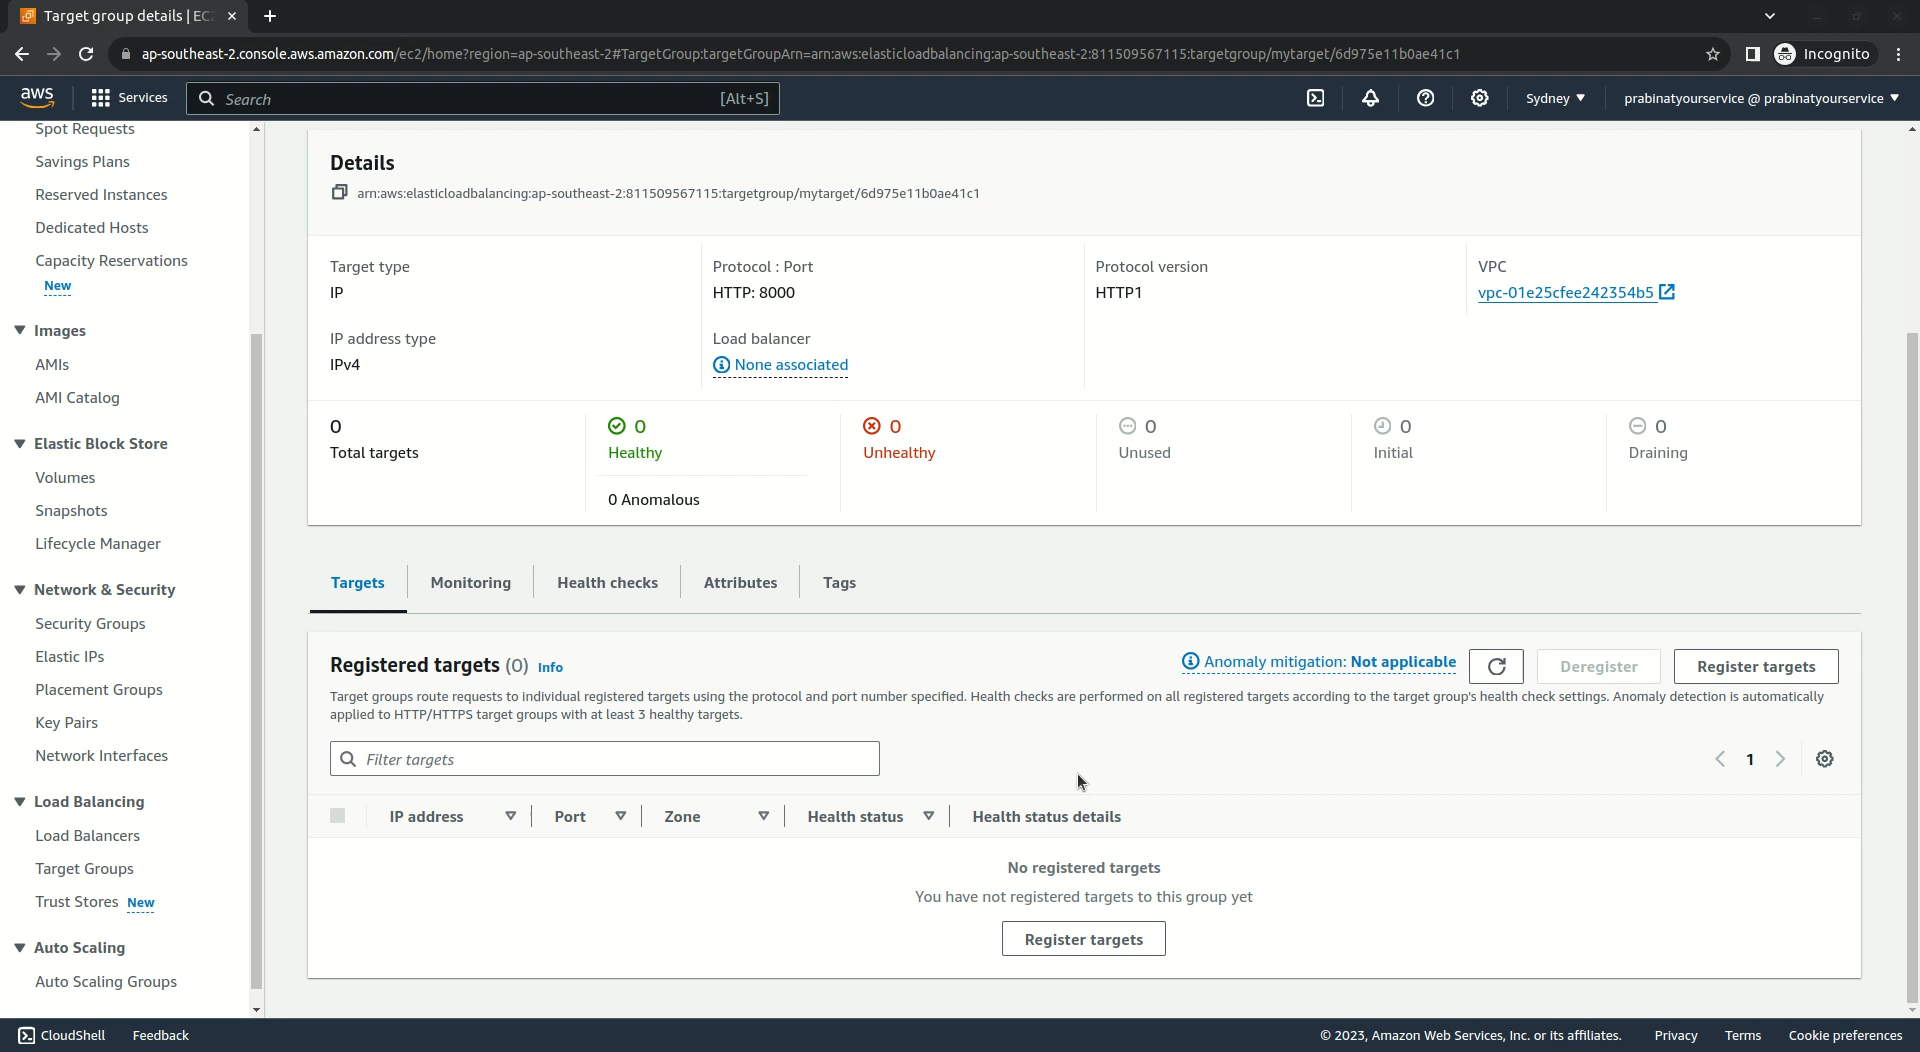 Target group details | EC
Incognito
ap-southeast-2.console.aws.amazon.com/ec2/home?region=ap-southeast-2#TargetGroup:targetGroupArn=arn:aws:elasticloadbalancing:ap-southeast-2:811509567115:targetgroup/mytarget/6d975e11b0ae41c1
aws
Services
Search
[Alt+S]
Sydney
prabinatyourservice @ prabinatyourservice
Spot Requests
Savings Plans
Reserved Instances
Dedicated Hosts
Capacity Reservations
New
Images
AMIs
AMI Catalog
Elastic Block Store
Volumes
Snapshots
Lifecycle Manager
Network & Security
Security Groups
Elastic IPs
Placement Groups
Key Pairs
Network Interfaces
Load Balancing
Load Balancers
Target Groups
Trust Stores New
Auto Scaling
Auto Scaling Groups
Details
arn:aws:elasticloadbalancing:ap-southeast-2:811509567115:targetgroup/mytarget/6d975e11b0ae41c1
Target type
IP
Protocol : Port
HTTP: 8000
Protocol version
HTTP1
VPC
vpc-01e25cfee242354b5
IP address type
IPv4
Load balancer
None associated
0
Total targets
0
Healthy
0 Anomalous
0
Unhealthy
0
Unused
0
Initial
0
Draining
Targets
Monitoring
Health checks
Attributes
Tags
Registered targets (0) Info
Anomaly mitigation: Not applicable
Deregister
Register targets
Target groups route requests to individual registered targets using the protocol and port number specified. Health checks are performed on all registered targets according to the target group's health check settings. Anomaly detection is automatically
applied to HTTP/HTTPS target groups with at least 3 healthy targets.
Filter targets
1
IP address
Port
Zone
Health status
Health status details
No registered targets
You have not registered targets to this group yet
Register targets
CloudShell
Feedback
© 2023, Amazon Web Services, Inc. or its affiliates.
Privacy
Terms
Cookie preferences